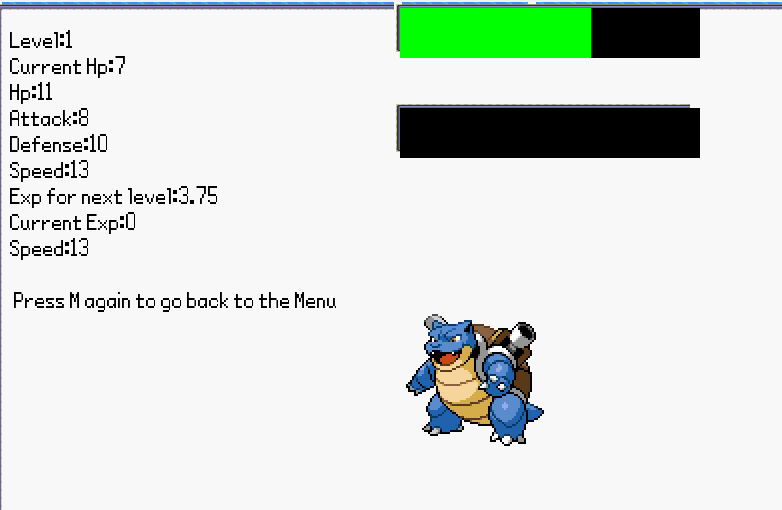 Level:1
Current Hp:7
Hp:11
Attack:8
Defense:10
Speed:13
Exp for next level:3.75
Current Exp:0
Speed:13
Press M again to go back to the Menu